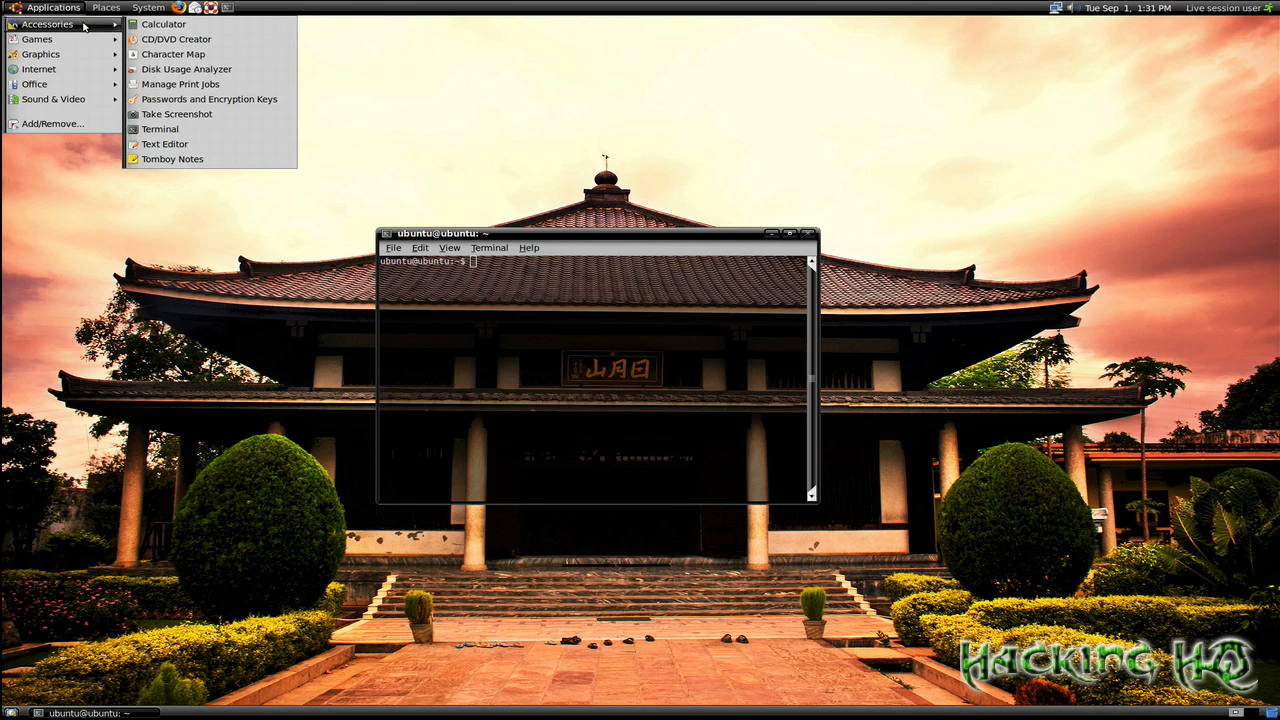 Applications Places System
Tue Sep 1, 1:31 PM Live session user
Accessories
Games
Graphics
Internet
Office
Sound & Video
Add/Remove...
Calculator
CD/DVD Creator
Character Map
Disk Usage Analyzer
Manage Print Jobs
Passwords and Encryption Keys
Take Screenshot
Terminal
Text Editor
Tomboy Notes
ubuntu@ubuntu: ~
File Edit View Terminal Help
ubuntu@ubuntu:~$
山月日
Hacking HQ
ubuntu@ubuntu: ~